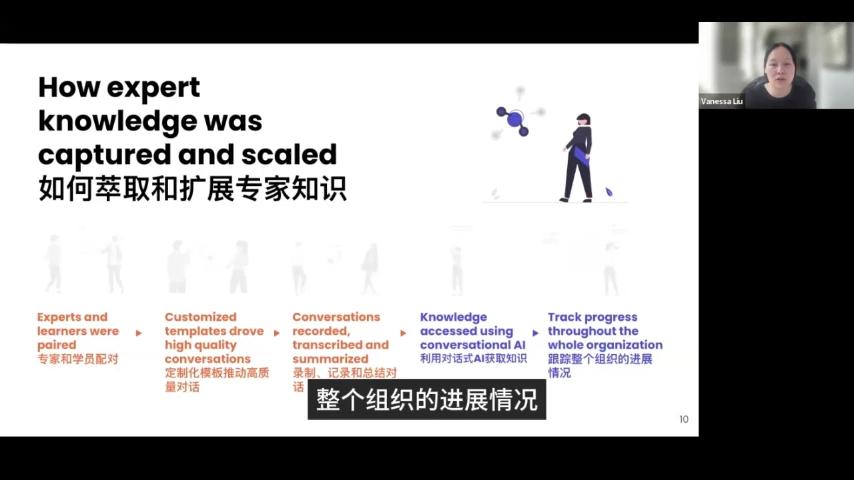 How expert
knowledge was
captured and scaled
如何萃取和扩展专家知识
Experts and
learners were
paired
专家和学员配对
Customized
templates drove
high quality
conversations
定制化模板推动高质
量对话
Conversations
recorded,
transcribed and
summarized
录制、记录和总结对
话
Knowledge
accessed using
conversational AI
利用对话式AI获取知识
Track progress
throughout the
whole organization
跟踪整个组织的进展
情况
整个组织的进展情况
10
Vanessa Liu